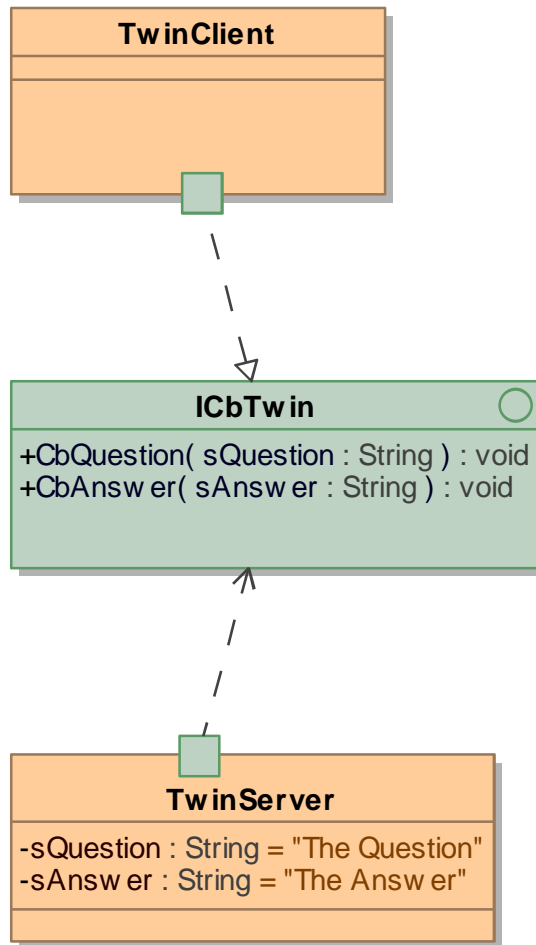 TwinClient
ICbTwin
+CbQuestion( sQuestion : String ) : void
+CbAnswer( sAnswer : String ) : void
TwinServer
-sQuestion : String = "The Question"
-sAnswer : String = "The Answer"